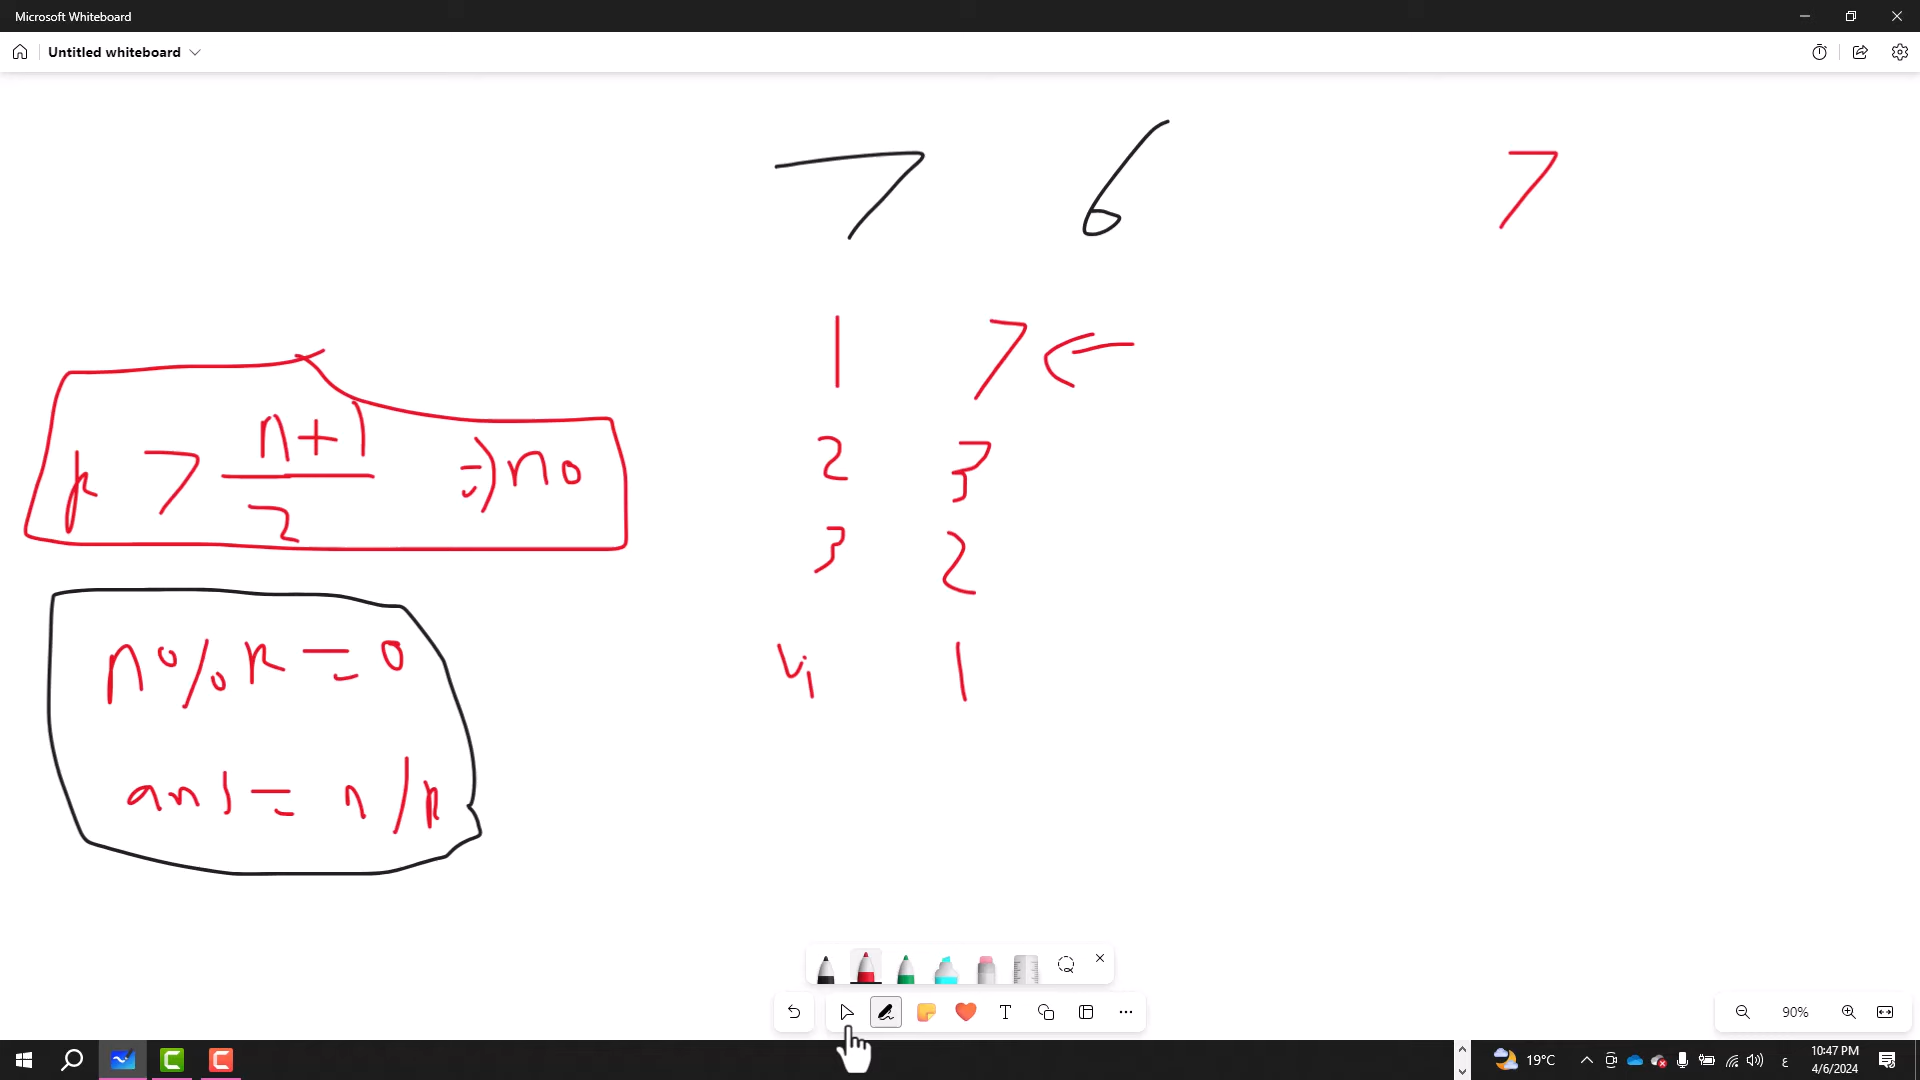 Microsoft Whiteboard
Untitled whiteboard
7 6 7
1 7 ←
2 3
3 2
4 1
k > n+1/2 => no
n % k = 0
ans = n/k
90%
19°C
ع
10:47 PM
4/6/2024